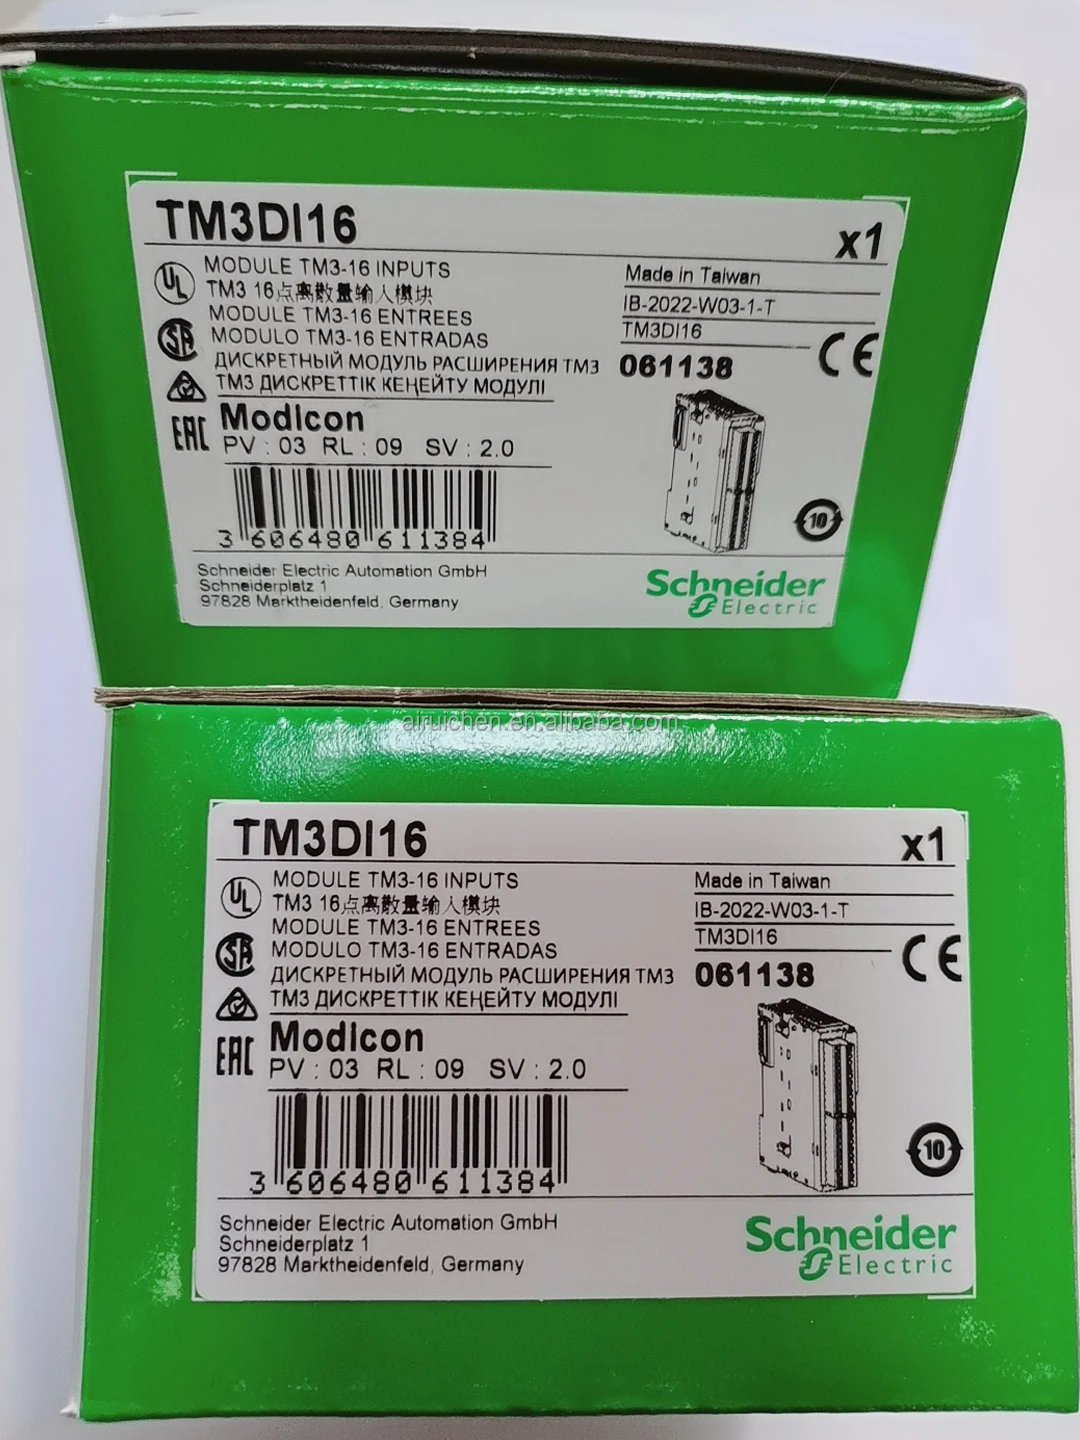 TM3DI16
x1
MODULE TM3-16 INPUTS
TM3 16点离散量输入模块
MODULE TM3-16 ENTREES
MODULO TM3-16 ENTRADAS
ДИСКРЕТНЫЙ МОДУЛЬ РАСШИРЕНИЯ TM3
TM3 ДИСКРЕТТІК КЕҢЕЙТУ МОДУЛІ
Made in Taiwan
IB-2022-W03-1-T
TM3DI16
061138
CE
UL
SA
EAC
Modicon
PV : 03 RL : 09 SV : 2.0
3 606480 611384
10
Schneider Electric Automation GmbH
Schneiderplatz 1
97828 Marktheidenfeld, Germany
Schneider
Electric
airuichen.en.alibaba.com
TM3DI16
x1
MODULE TM3-16 INPUTS
TM3 16点离散量输入模块
MODULE TM3-16 ENTREES
MODULO TM3-16 ENTRADAS
ДИСКРЕТНЫЙ МОДУЛЬ РАСШИРЕНИЯ TM3
TM3 ДИСКРЕТТІК КЕҢЕЙТУ МОДУЛІ
Made in Taiwan
IB-2022-W03-1-T
TM3DI16
061138
CE
UL
SA
EAC
Modicon
PV : 03 RL : 09 SV : 2.0
3 606480 611384
10
Schneider Electric Automation GmbH
Schneiderplatz 1
97828 Marktheidenfeld, Germany
Schneider
Electric